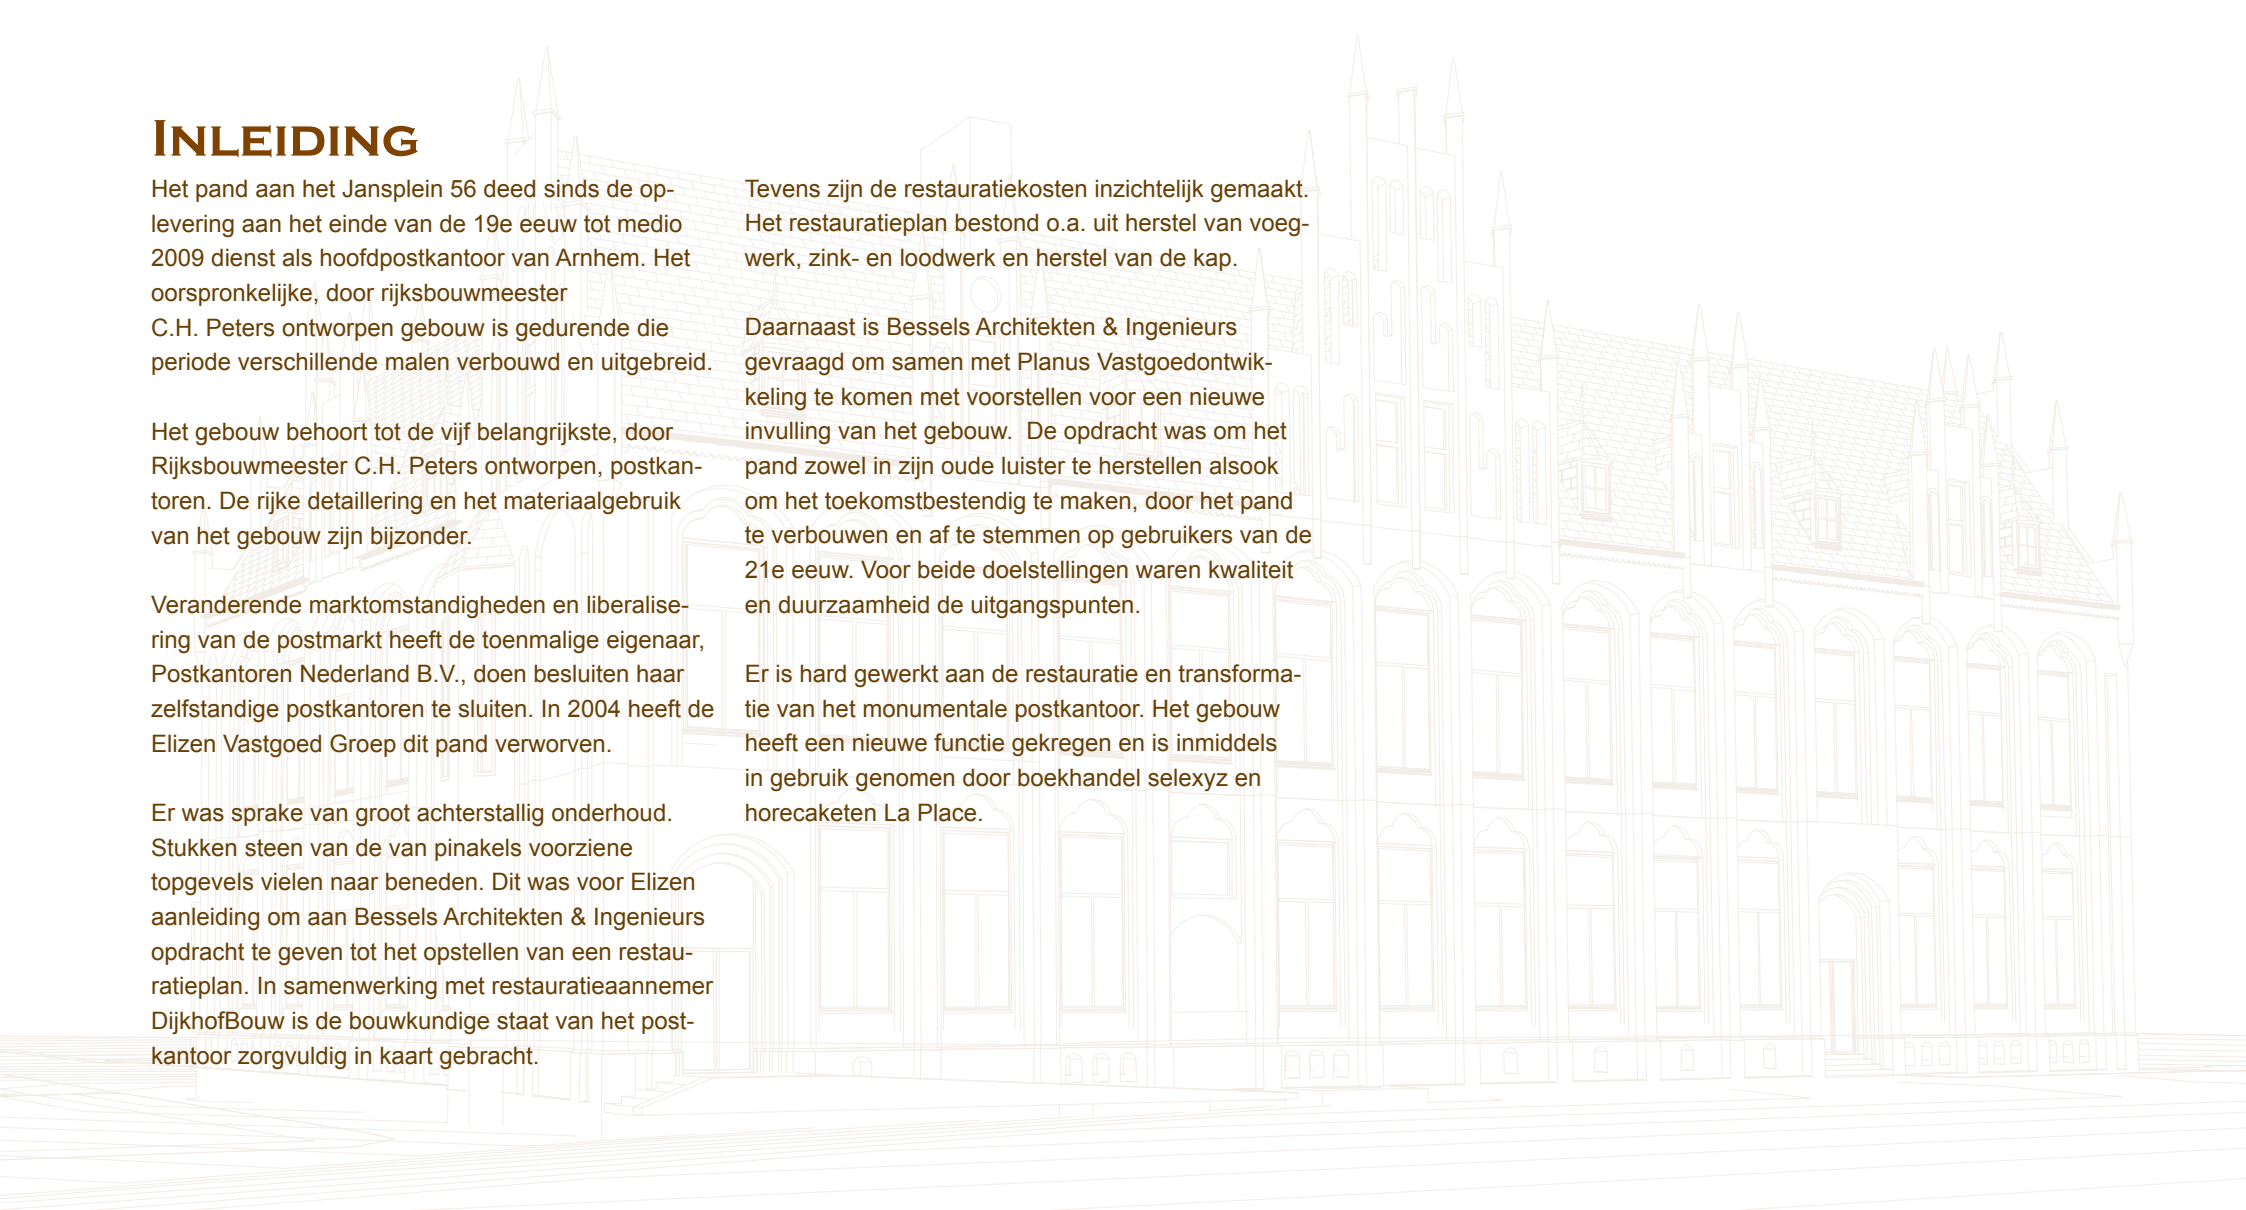 Inleiding
Het pand aan het Jansplein 56 deed sinds de op-
levering aan het einde van de 19e eeuw tot medio
2009 dienst als hoofdpostkantoor van Arnhem. Het
oorspronkelijke, door rijksbouwmeester
C.H. Peters ontworpen gebouw is gedurende die
periode verschillende malen verbouwd en uitgebreid.
Het gebouw behoort tot de vijf belangrijkste, door
Rijksbouwmeester C.H. Peters ontworpen, postkan-
toren. De rijke detaillering en het materiaalgebruik
van het gebouw zijn bijzonder.
Veranderende marktomstandigheden en liberalise-
ring van de postmarkt heeft de toenmalige eigenaar,
Postkantoren Nederland B.V., doen besluiten haar
zelfstandige postkantoren te sluiten. In 2004 heeft de
Elizen Vastgoed Groep dit pand verworven.
Er was sprake van groot achterstallig onderhoud.
Stukken steen van de van pinakels voorziene
topgevels vielen naar beneden. Dit was voor Elizen
aanleiding om aan Bessels Architekten & Ingenieurs
opdracht te geven tot het opstellen van een restau-
ratieplan. In samenwerking met restauratieaannemer
DijkhofBouw is de bouwkundige staat van het post-
kantoor zorgvuldig in kaart gebracht.
Tevens zijn de restauratiekosten inzichtelijk gemaakt.
Het restauratieplan bestond o.a. uit herstel van voeg-
werk, zink- en loodwerk en herstel van de kap.
Daarnaast is Bessels Architekten & Ingenieurs
gevraagd om samen met Planus Vastgoedontwik-
keling te komen met voorstellen voor een nieuwe
invulling van het gebouw.  De opdracht was om het
pand zowel in zijn oude luister te herstellen alsook
om het toekomstbestendig te maken, door het pand
te verbouwen en af te stemmen op gebruikers van de
21e eeuw. Voor beide doelstellingen waren kwaliteit
en duurzaamheid de uitgangspunten.
Er is hard gewerkt aan de restauratie en transforma-
tie van het monumentale postkantoor. Het gebouw
heeft een nieuwe functie gekregen en is inmiddels
in gebruik genomen door boekhandel selexyz en
horecaketen La Place.